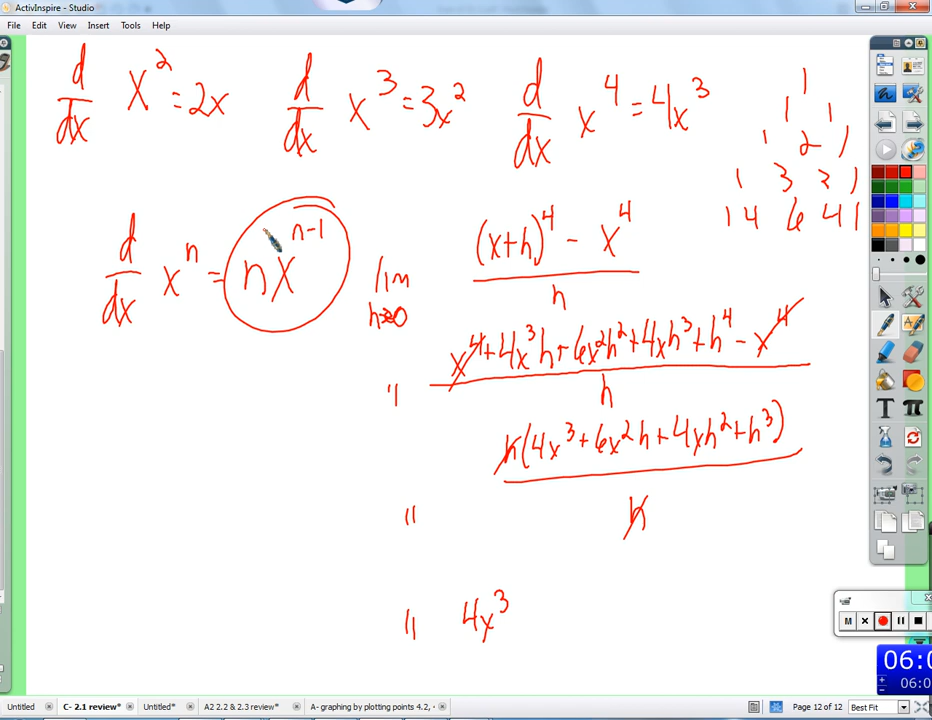 ActivInspire - Studio
File Edit View Insert Tools Help
d/dx x² = 2x
d/dx x³ = 3x²
d/dx x⁴ = 4x³
1
1 1
1 2 1
1 3 3 1
1 4 6 4 1
d/dx xⁿ = nxⁿ⁻¹
lim h→0 ((x+h)⁴ - x⁴)/h
" (x⁴+4x³h+6x²h²+4xh³+h⁴-x⁴)/h
" h(4x³+6x²h+4xh²+h³)/h
" 4x³
M
06:0
06:0
Untitled C- 2.1 review* Untitled* A2 2.2 & 2.3 review* A- graphing by plotting points 4.2, Page 12 of 12 Best Fit